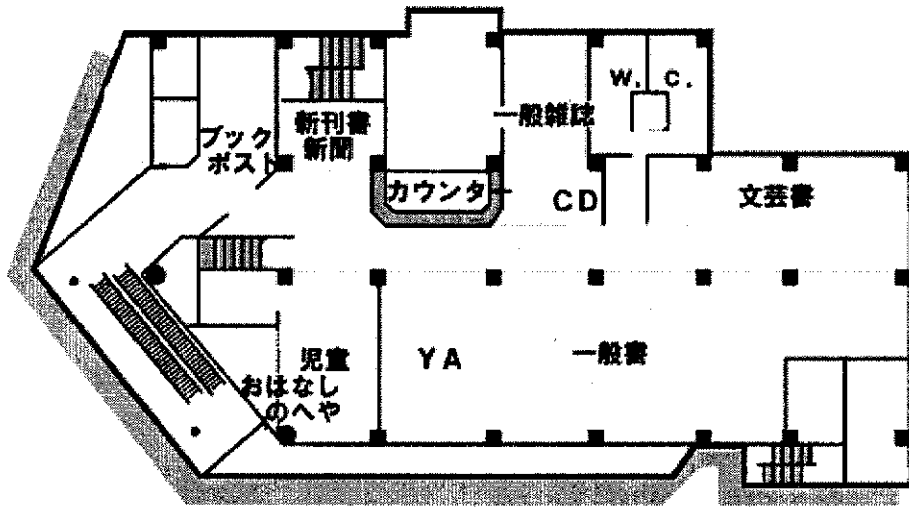 W. C.
一般雑誌
新刊書
新聞
ブック
ポスト
カウンター
CD
文芸書
児童
おはなし
のへや
YA
一般書